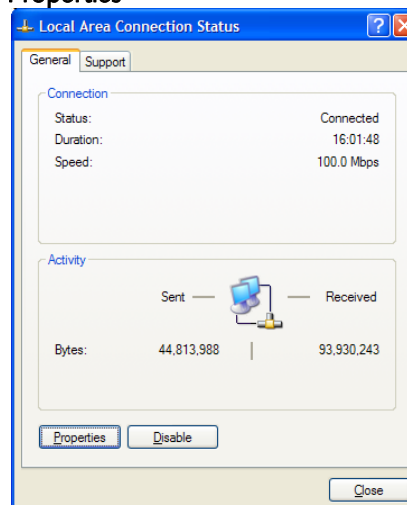 Properties
Local Area Connection Status
General Support
Connection
Status: Connected
Duration: 16:01:48
Speed: 100.0 Mbps
Activity
Sent Received
Bytes: 44,813,988 93,930,243
Properties Disable
Close